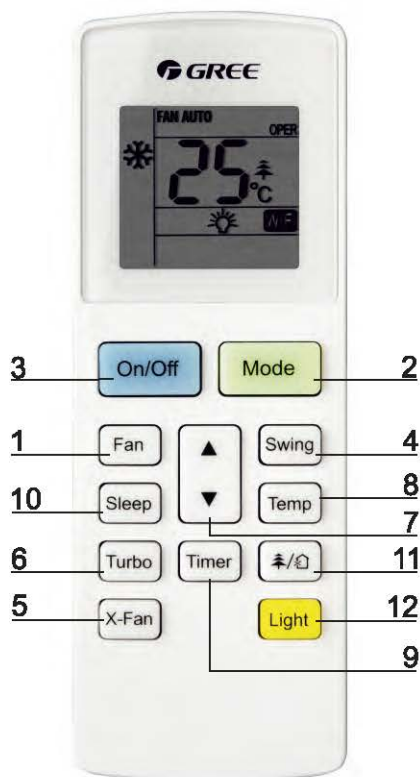 GREE
FAN AUTO
OPER
25°C
WiFi
3 On/Off Mode 2
1 Fan ▲ Swing 4
10 Sleep ▼ Temp 8
7
6 Turbo Timer / 11
5 X-Fan Light 12
9